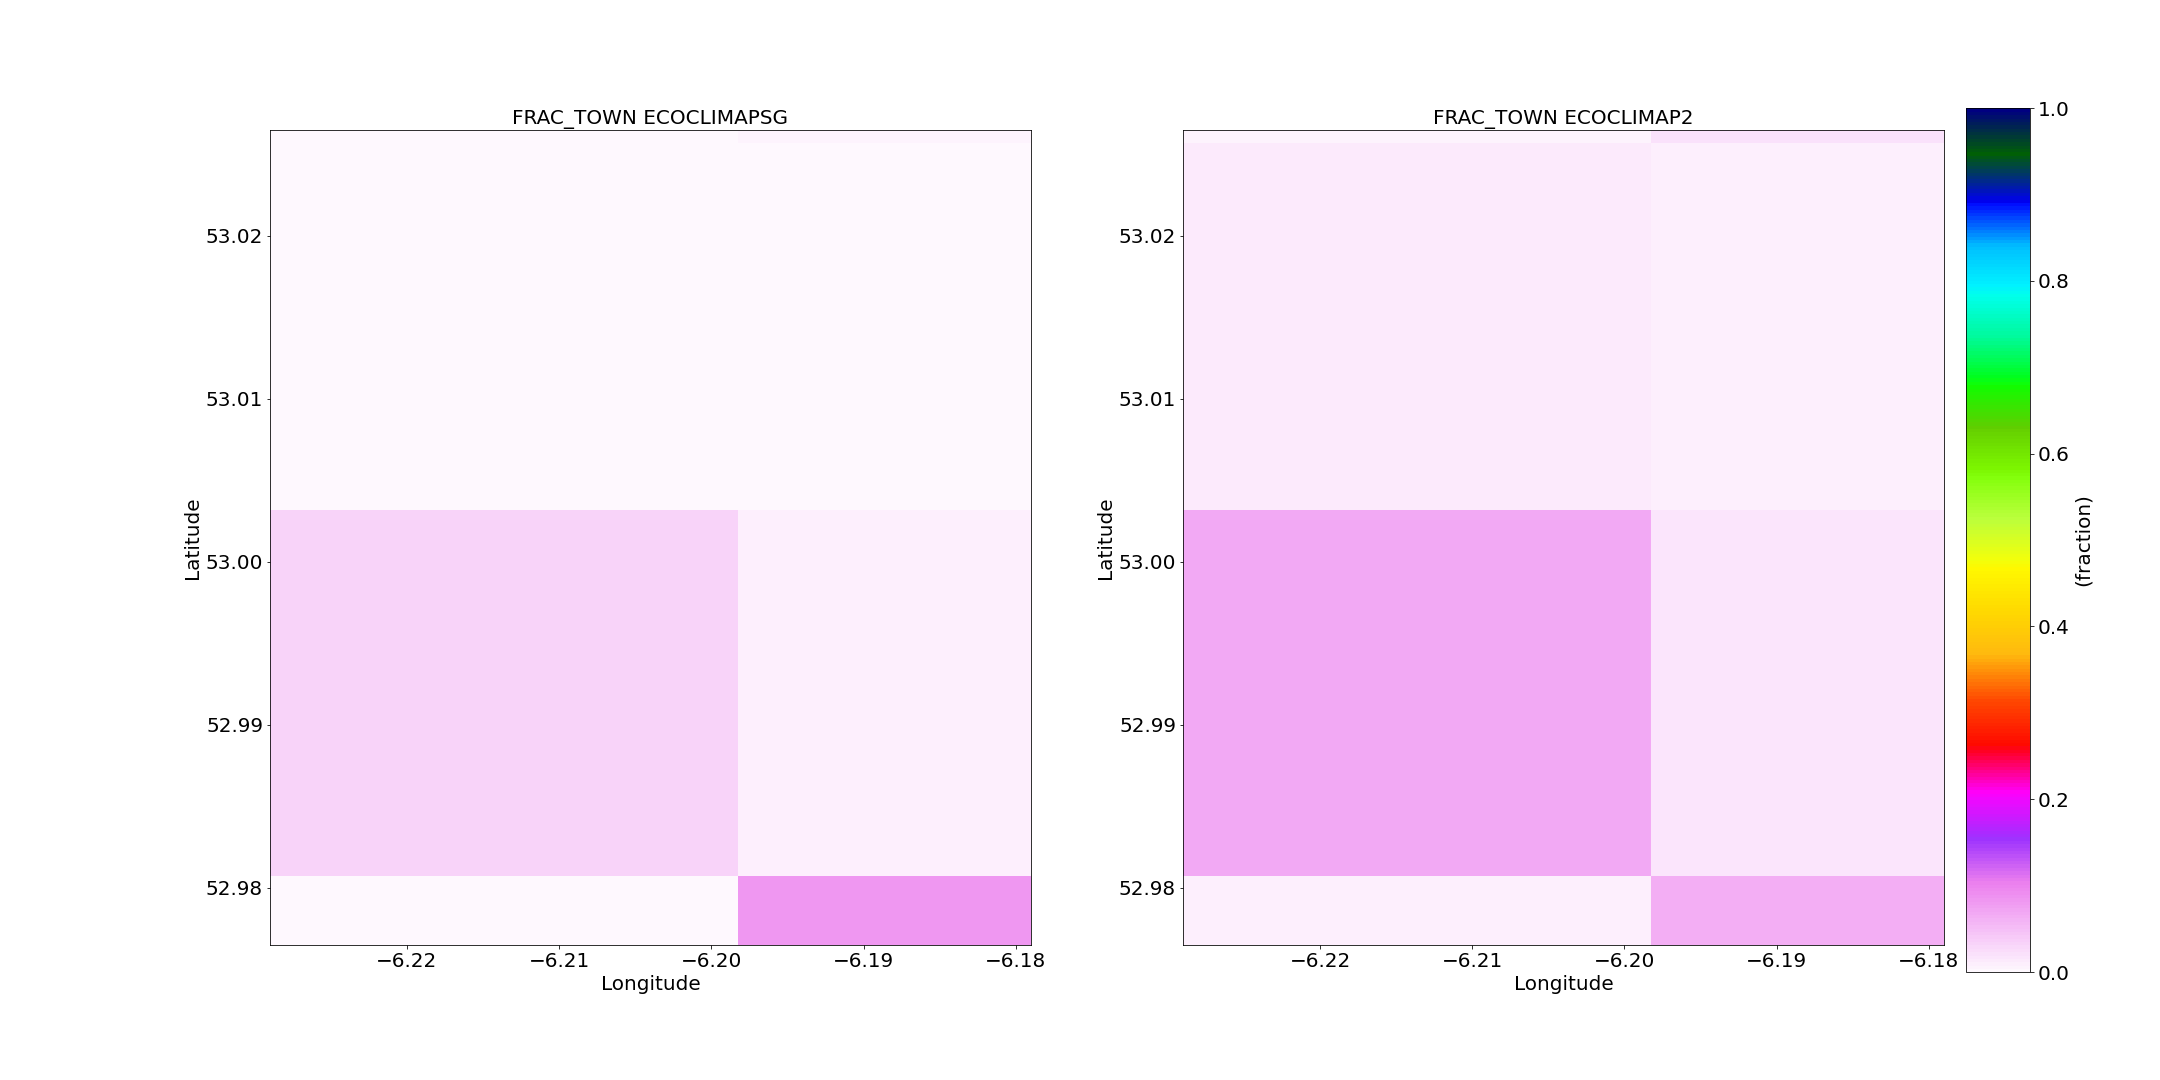 FRAC_TOWN ECOCLIMAPSG
53.02
53.01
53.00
52.99
52.98
Latitude
−6.22 −6.21 −6.20 −6.19 −6.18
Longitude
FRAC_TOWN ECOCLIMAP2
53.02
53.01
53.00
52.99
52.98
Latitude
−6.22 −6.21 −6.20 −6.19 −6.18
Longitude
1.0
0.8
0.6
0.4
0.2
0.0
(fraction)